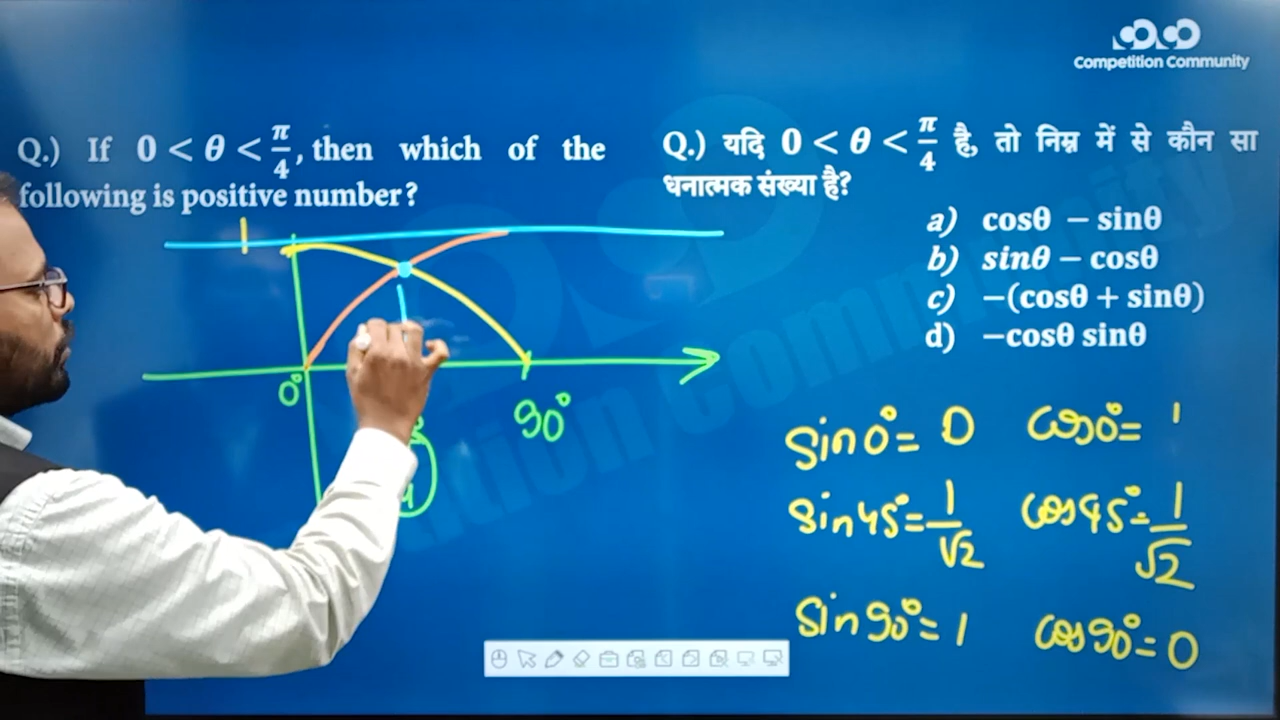 Competition Community
Q.) If 0 < θ < π/4, then which of the
following is positive number?
Q.) यदि 0 < θ < π/4 है, तो निम्न में से कौन सा
धनात्मक संख्या है?
a) cosθ − sinθ
b) sinθ − cosθ
c) −(cosθ + sinθ)
d) −cosθ sinθ
1
0°
90°
4
sin0° = 0 cos0° = 1
sin45° = 1/√2 cos45° = 1/√2
sin90° = 1 cos90° = 0